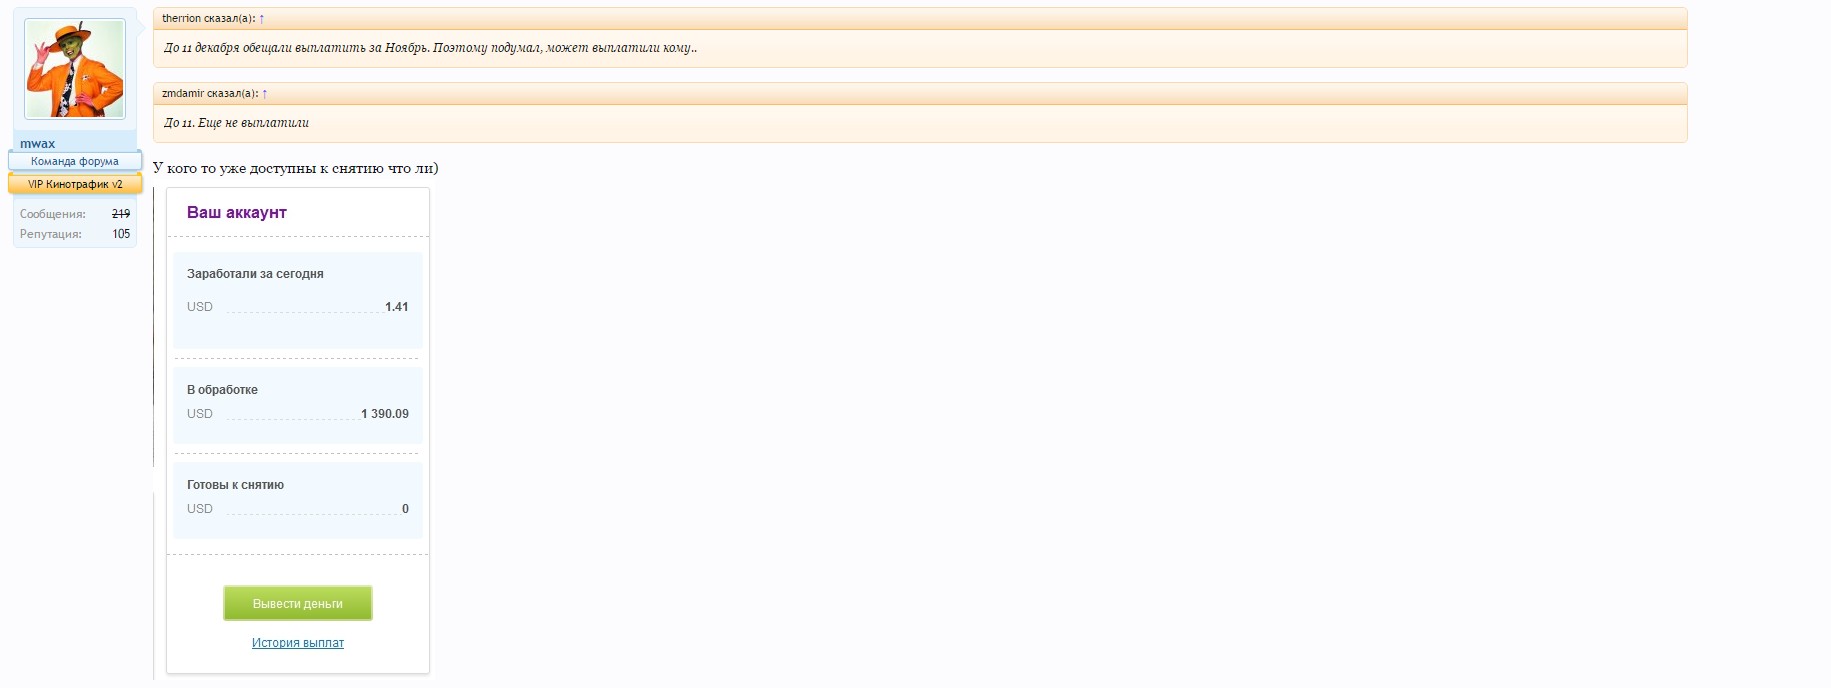 therrion сказал(а): ↑
До 11 декабря обещали выплатить за Ноябрь. Поэтому подумал, может выплатили кому..
zmdamir сказал(а): ↑
До 11. Еще не выплатили
mwax
Команда форума
VIP Кинотрафик v2
Сообщения: 219
Репутация: 105
У кого то уже доступны к снятию что ли)
Ваш аккаунт
Заработали за сегодня
USD 1.41
В обработке
USD 1 390.09
Готовы к снятию
USD 0
Вывести деньги
История выплат